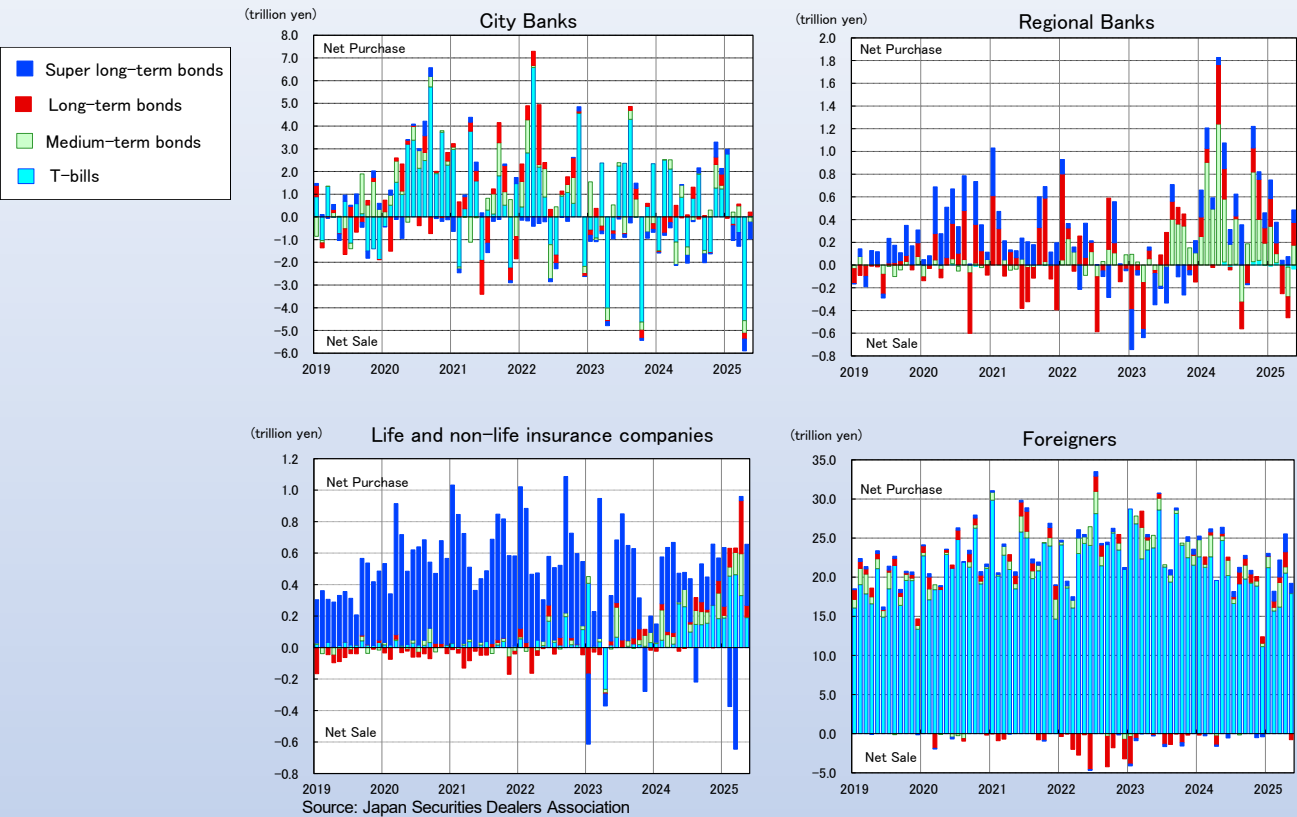 Super long-term bonds
Long-term bonds
Medium-term bonds
T-bills
(trillion yen)
City Banks
8.0
7.0
6.0
5.0
4.0
3.0
2.0
1.0
0.0
-1.0
-2.0
-3.0
-4.0
-5.0
-6.0
Net Purchase
Net Sale
2019 2020 2021 2022 2023 2024 2025
(trillion yen)
Regional Banks
2.0
1.8
1.6
1.4
1.2
1.0
0.8
0.6
0.4
0.2
0.0
-0.2
-0.4
-0.6
-0.8
Net Purchase
Net Sale
2019 2020 2021 2022 2023 2024 2025
(trillion yen)
Life and non-life insurance companies
1.2
1.0
0.8
0.6
0.4
0.2
0.0
-0.2
-0.4
-0.6
-0.8
Net Purchase
Net Sale
2019 2020 2021 2022 2023 2024 2025
(trillion yen)
Foreigners
35.0
30.0
25.0
20.0
15.0
10.0
5.0
0.0
-5.0
Net Purchase
Net Sale
2019 2020 2021 2022 2023 2024 2025
Source: Japan Securities Dealers Association